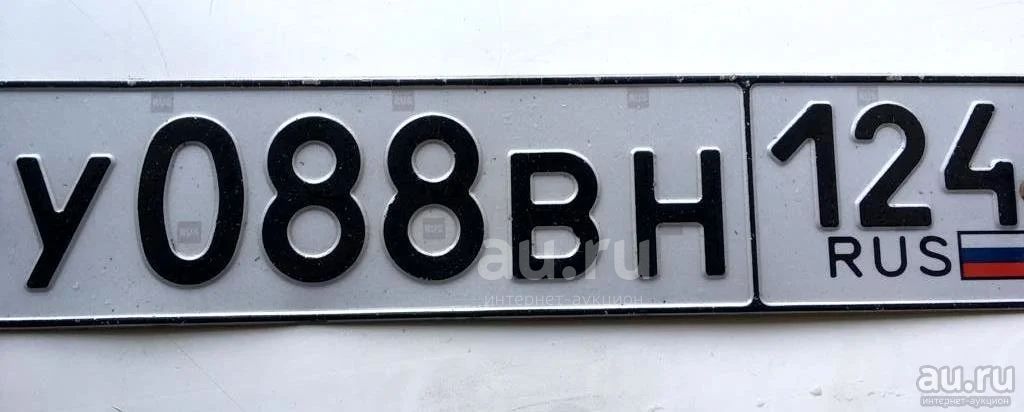 У088ВН 124
RUS
au.ru
интернет-аукцион
au.ru
интернет-аукцион